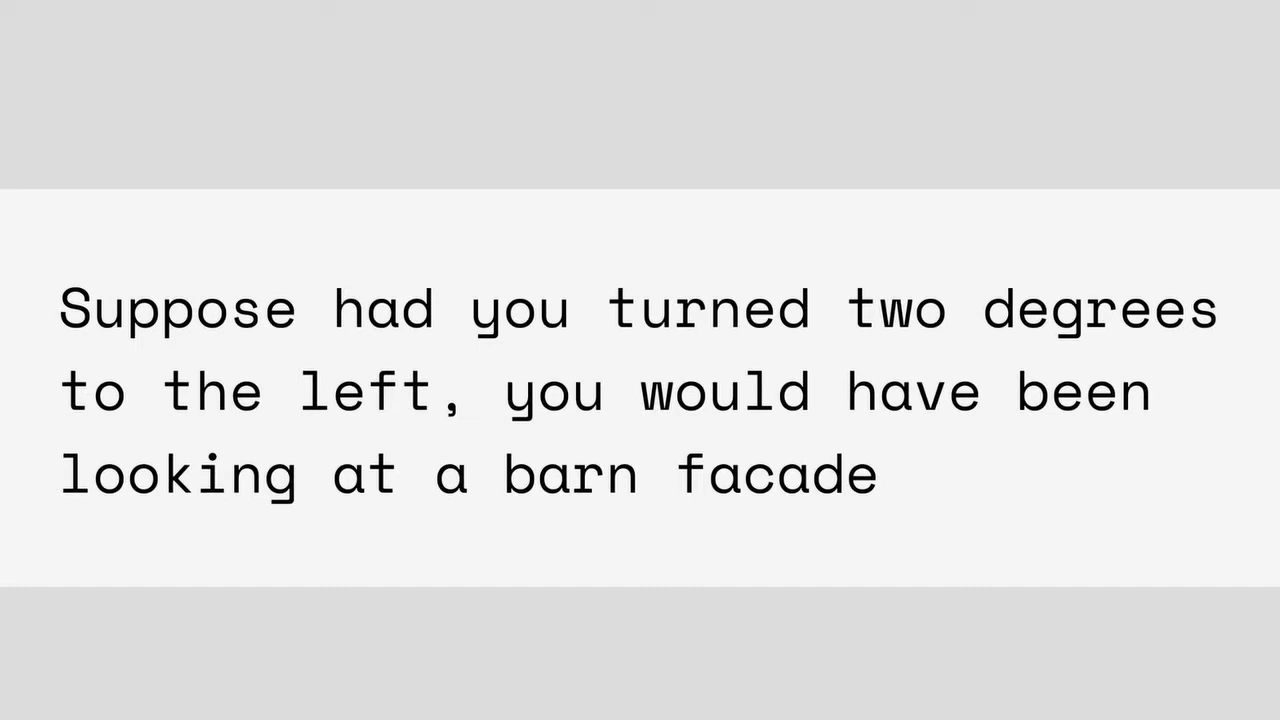 Suppose had you turned two degrees
to the left, you would have been
looking at a barn facade